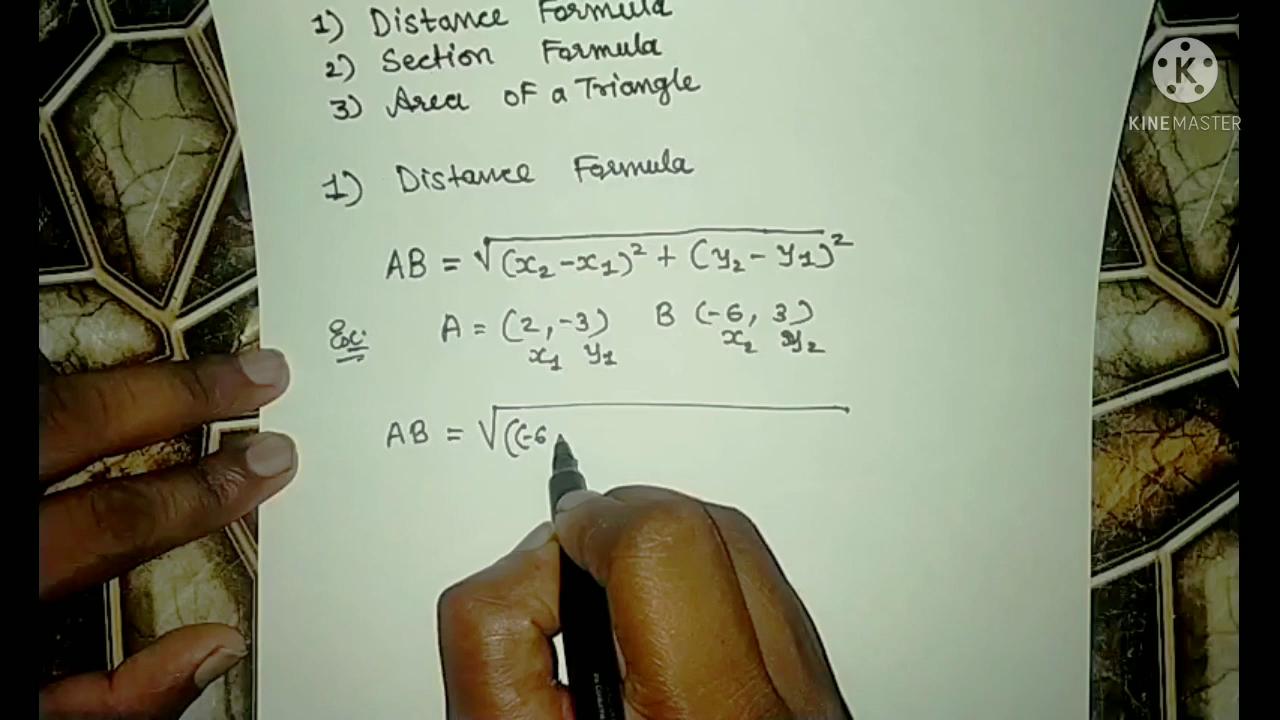 1) Distance Formula
2) Section Formula
3) Area of a Triangle
K
KINEMASTER
1) Distance Formula
AB = √(x₂ - x₁)² + (y₂ - y₁)²
Ex: A = (2, -3) B (-6, 3)
x₁ y₁ x₂ y₂
AB = √((-6